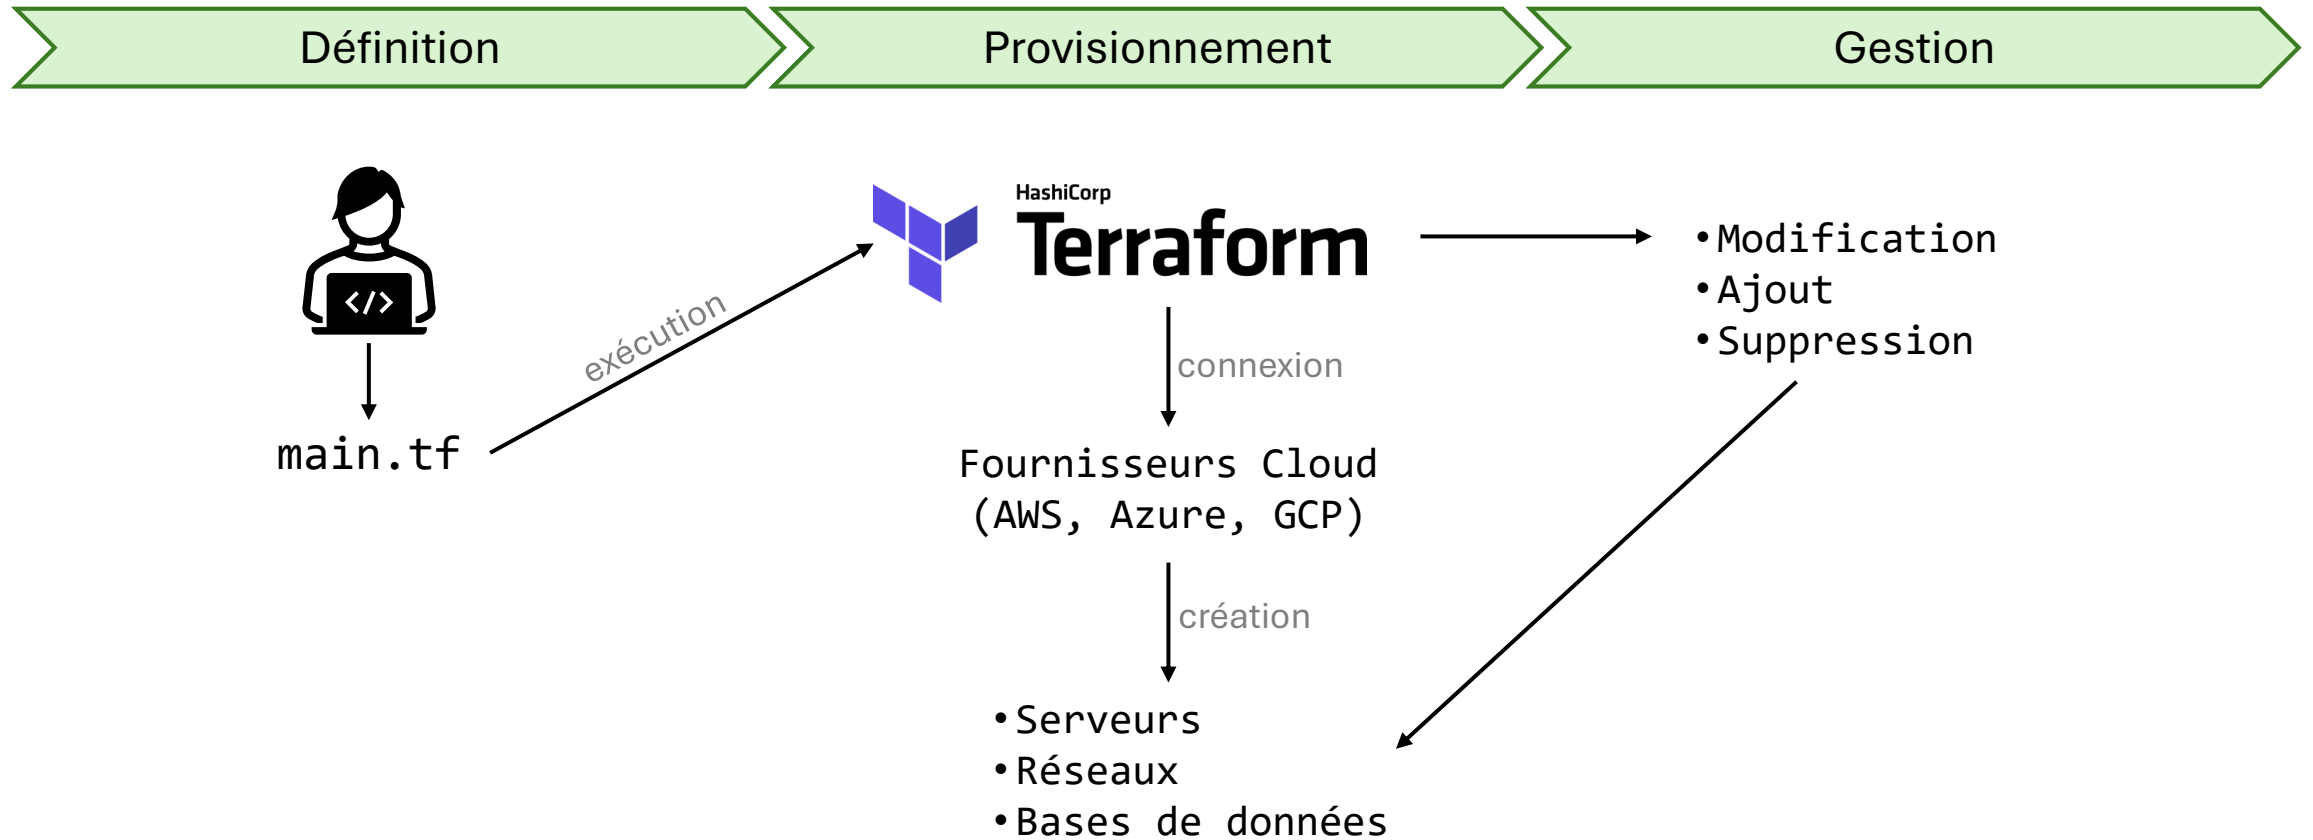 Définition
Provisionnement
Gestion
</>
HashiCorp
Terraform
exécution
main.tf
connexion
Fournisseurs Cloud
(AWS, Azure, GCP)
création
•Serveurs
•Réseaux
•Bases de données
•Modification
•Ajout
•Suppression